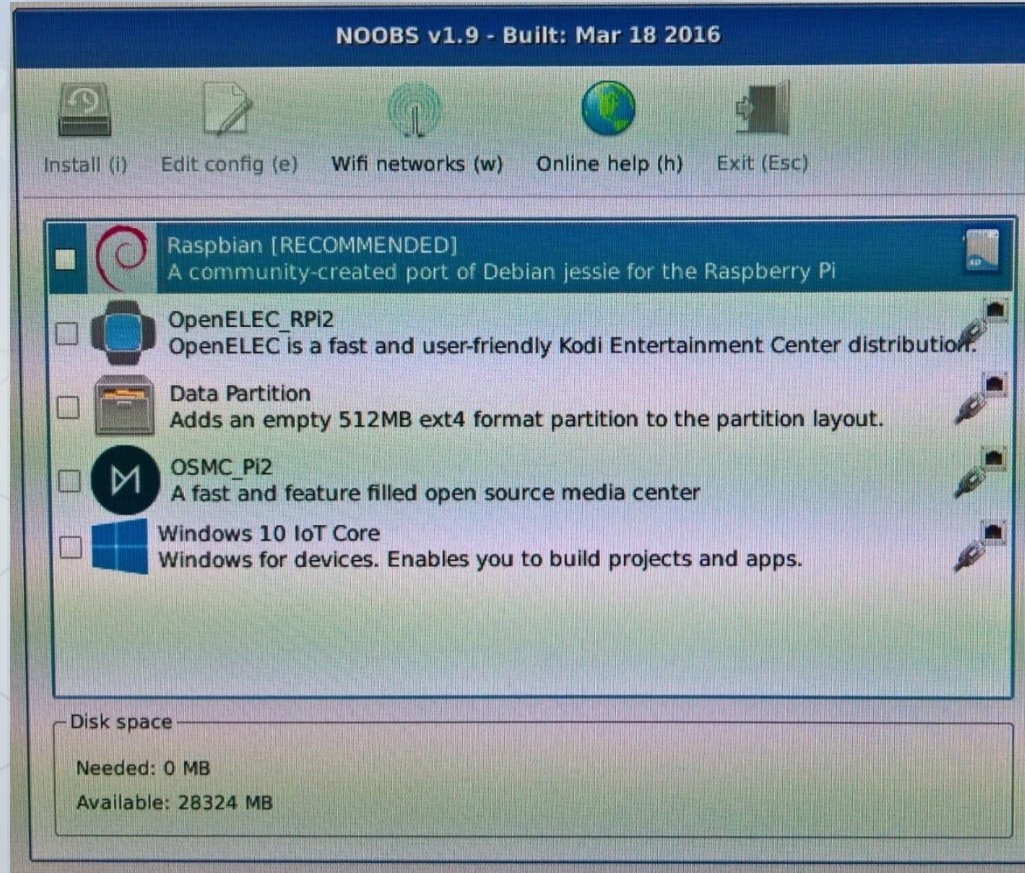 NOOBS v1.9 - Built: Mar 18 2016
Install (i) Edit config (e) Wifi networks (w) Online help (h) Exit (Esc)
Raspbian [RECOMMENDED]
A community-created port of Debian jessie for the Raspberry Pi
OpenELEC_RPi2
OpenELEC is a fast and user-friendly Kodi Entertainment Center distribution.
Data Partition
Adds an empty 512MB ext4 format partition to the partition layout.
OSMC_Pi2
A fast and feature filled open source media center
Windows 10 IoT Core
Windows for devices. Enables you to build projects and apps.
Disk space
Needed: 0 MB
Available: 28324 MB